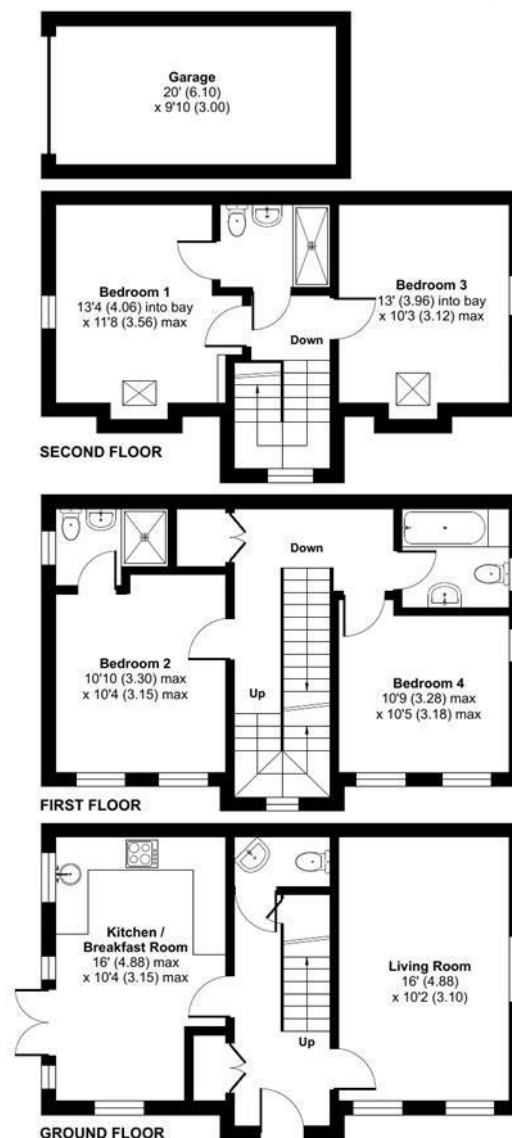 Garage
20' (6.10)
x 9'10 (3.00)
Bedroom 1
13'4 (4.06) into bay
x 11'8 (3.56) max
Bedroom 3
13' (3.96) into bay
x 10'3 (3.12) max
Down
SECOND FLOOR
Down
Bedroom 2
10'10 (3.30) max
x 10'4 (3.15) max
Up
Bedroom 4
10'9 (3.28) max
x 10'5 (3.18) max
FIRST FLOOR
Kitchen /
Breakfast Room
16' (4.88) max
x 10'4 (3.15) max
Living Room
16' (4.88)
x 10'2 (3.10)
Up
GROUND FLOOR